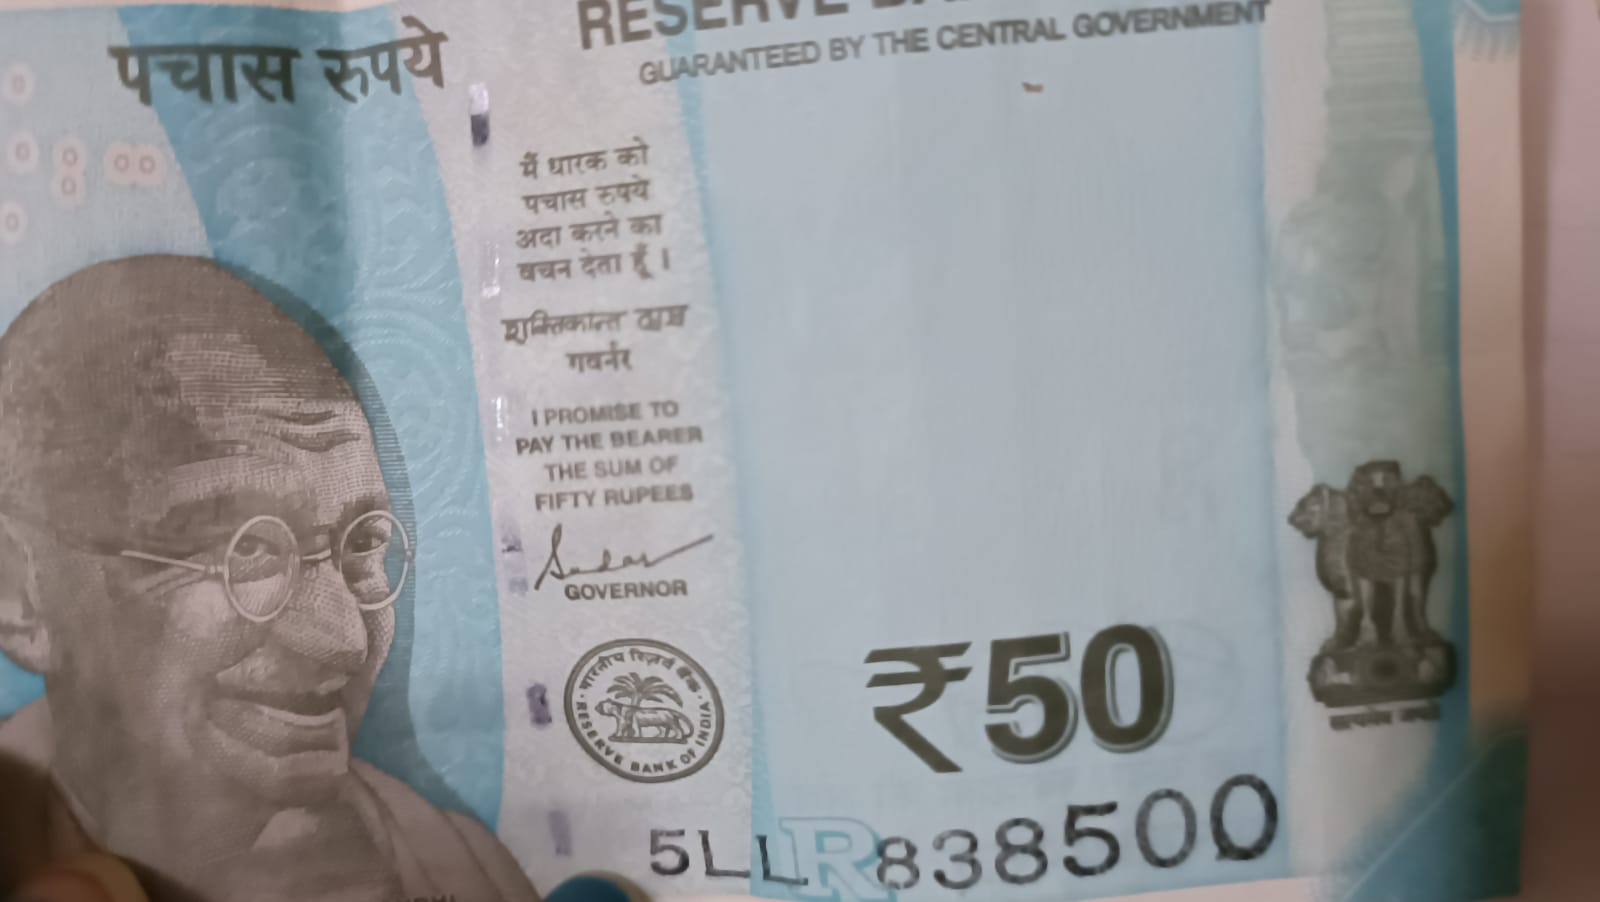 पचास रुपये
RESERVE
GUARANTEED BY THE CENTRAL GOVERNMENT
मैं धारक को
पचास रुपये
अदा करने का
वचन देता हूँ ।
शक्तिकान्त दास
गवर्नर
I PROMISE TO
PAY THE BEARER
THE SUM OF
FIFTY RUPEES
GOVERNOR
भारतीय रिज़र्व बैंक
RESERVE BANK OF INDIA
₹50
सत्यमेव जयते
5LL R 838500